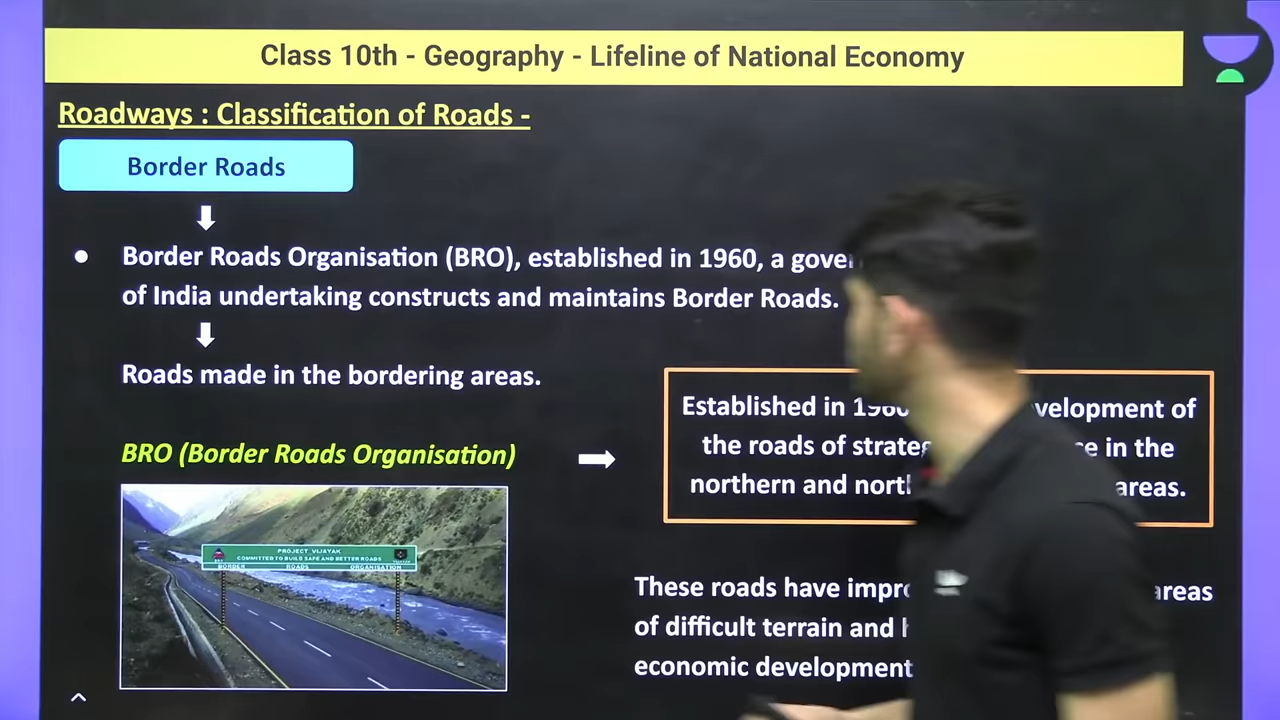 Class 10th - Geography - Lifeline of National Economy
Roadways : Classification of Roads -
Border Roads
Border Roads Organisation (BRO), established in 1960, a gove
of India undertaking constructs and maintains Border Roads.
Roads made in the bordering areas.
BRO (Border Roads Organisation)
Established in 1960 velopment of
the roads of strate e in the
northern and nort areas.
PROJECT VIJAYAK
COMMITTED TO BUILD SAFE AND BETTER ROADS
BORDER ROADS ORGANISATION
These roads have impr areas
of difficult terrain and
economic development